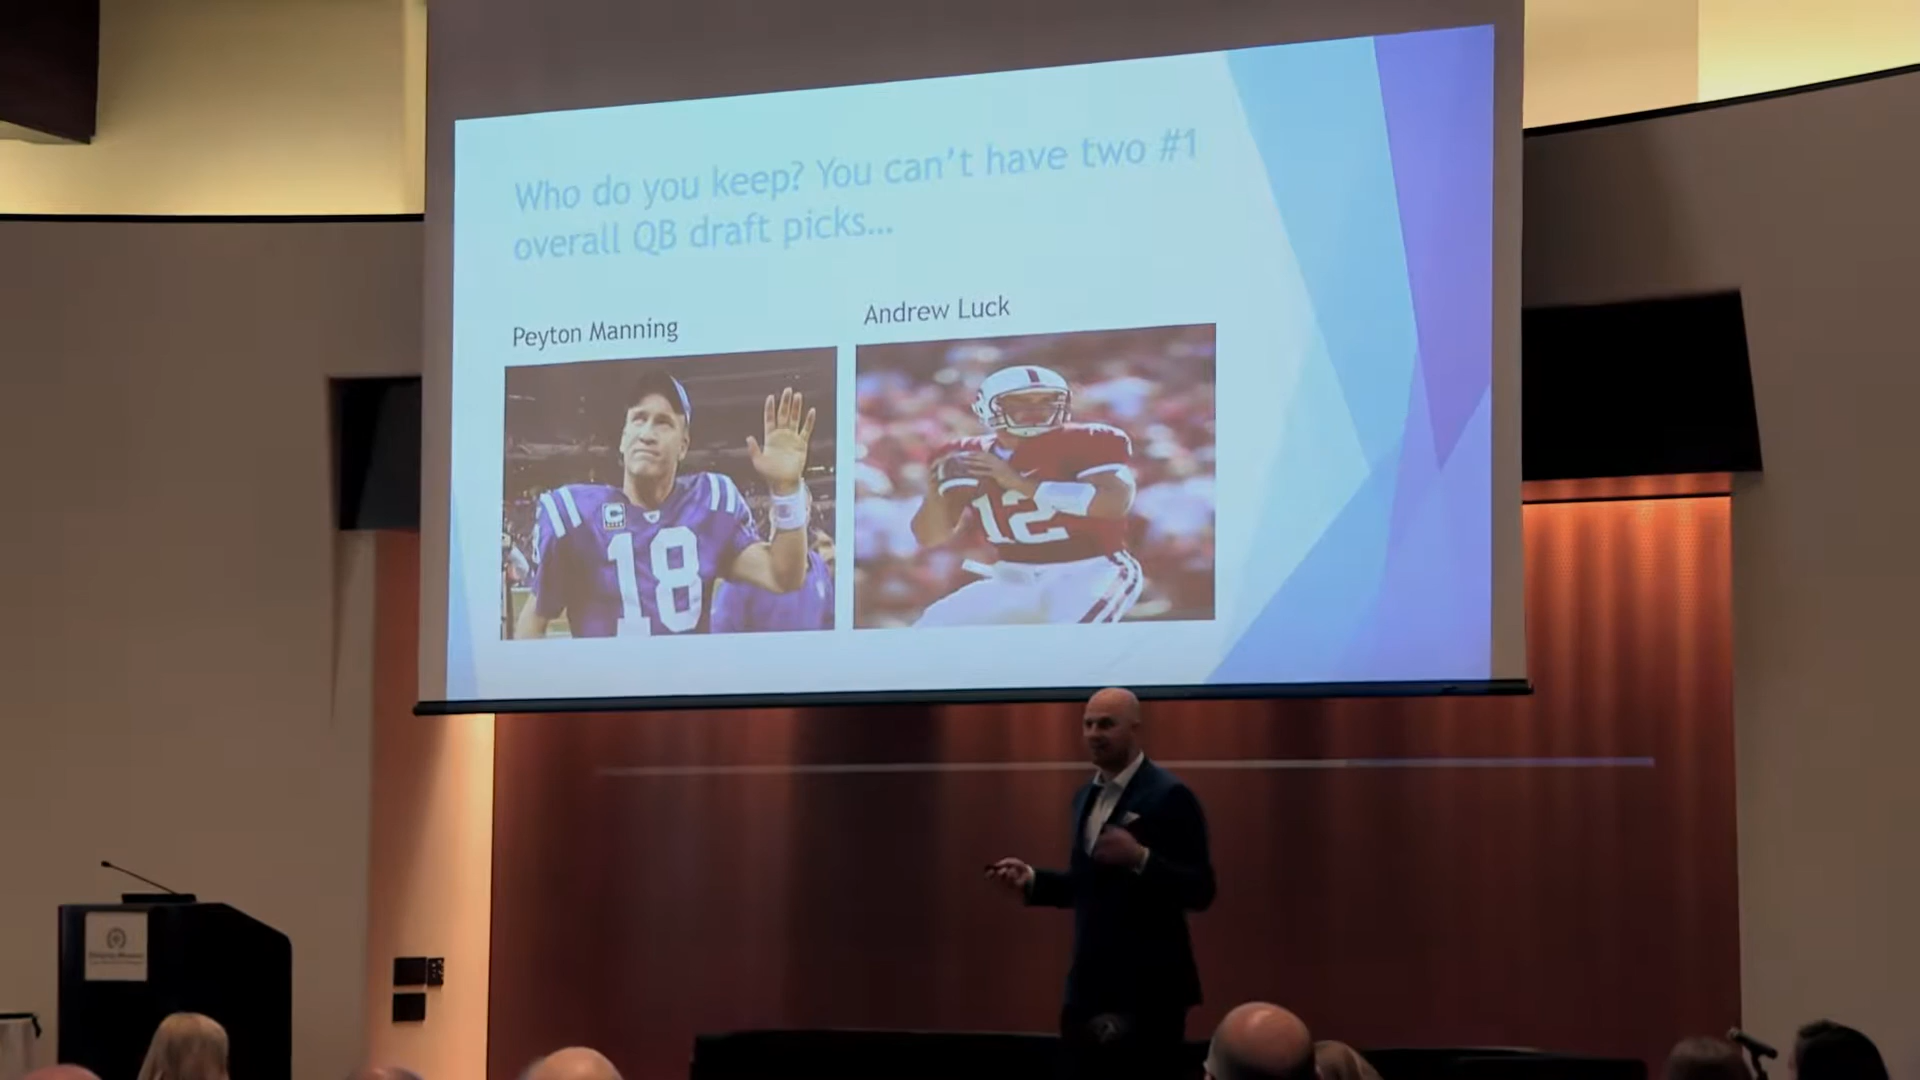 Who do you keep? You can't have two #1
overall QB draft picks...
Peyton Manning
Andrew Luck
C
18
12